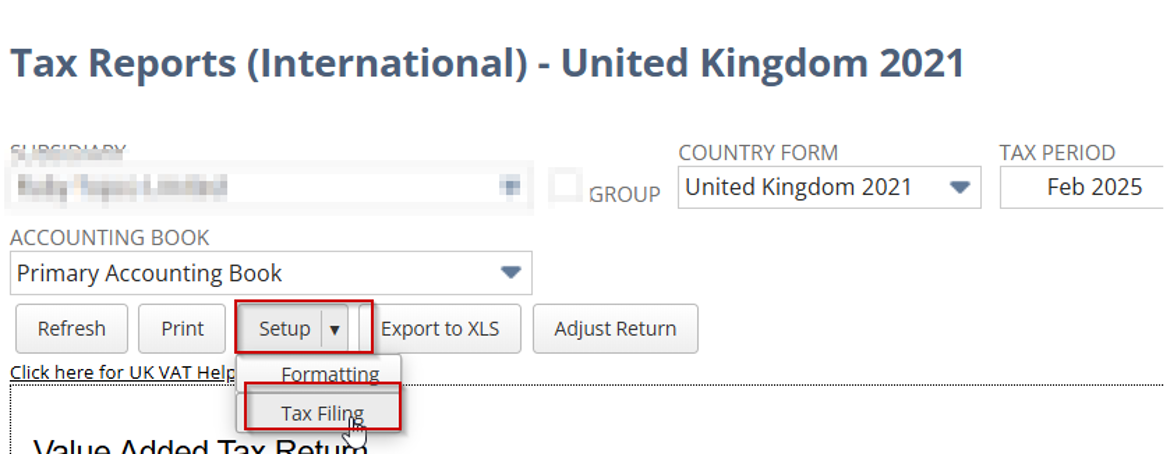 Tax Reports (International) - United Kingdom 2021
SUBSIDIARY
GROUP
COUNTRY FORM
United Kingdom 2021
TAX PERIOD
Feb 2025
ACCOUNTING BOOK
Primary Accounting Book
Refresh Print Setup Export to XLS Adjust Return
Click here for UK VAT Help
Formatting
Tax Filing
Value Added Tax Return